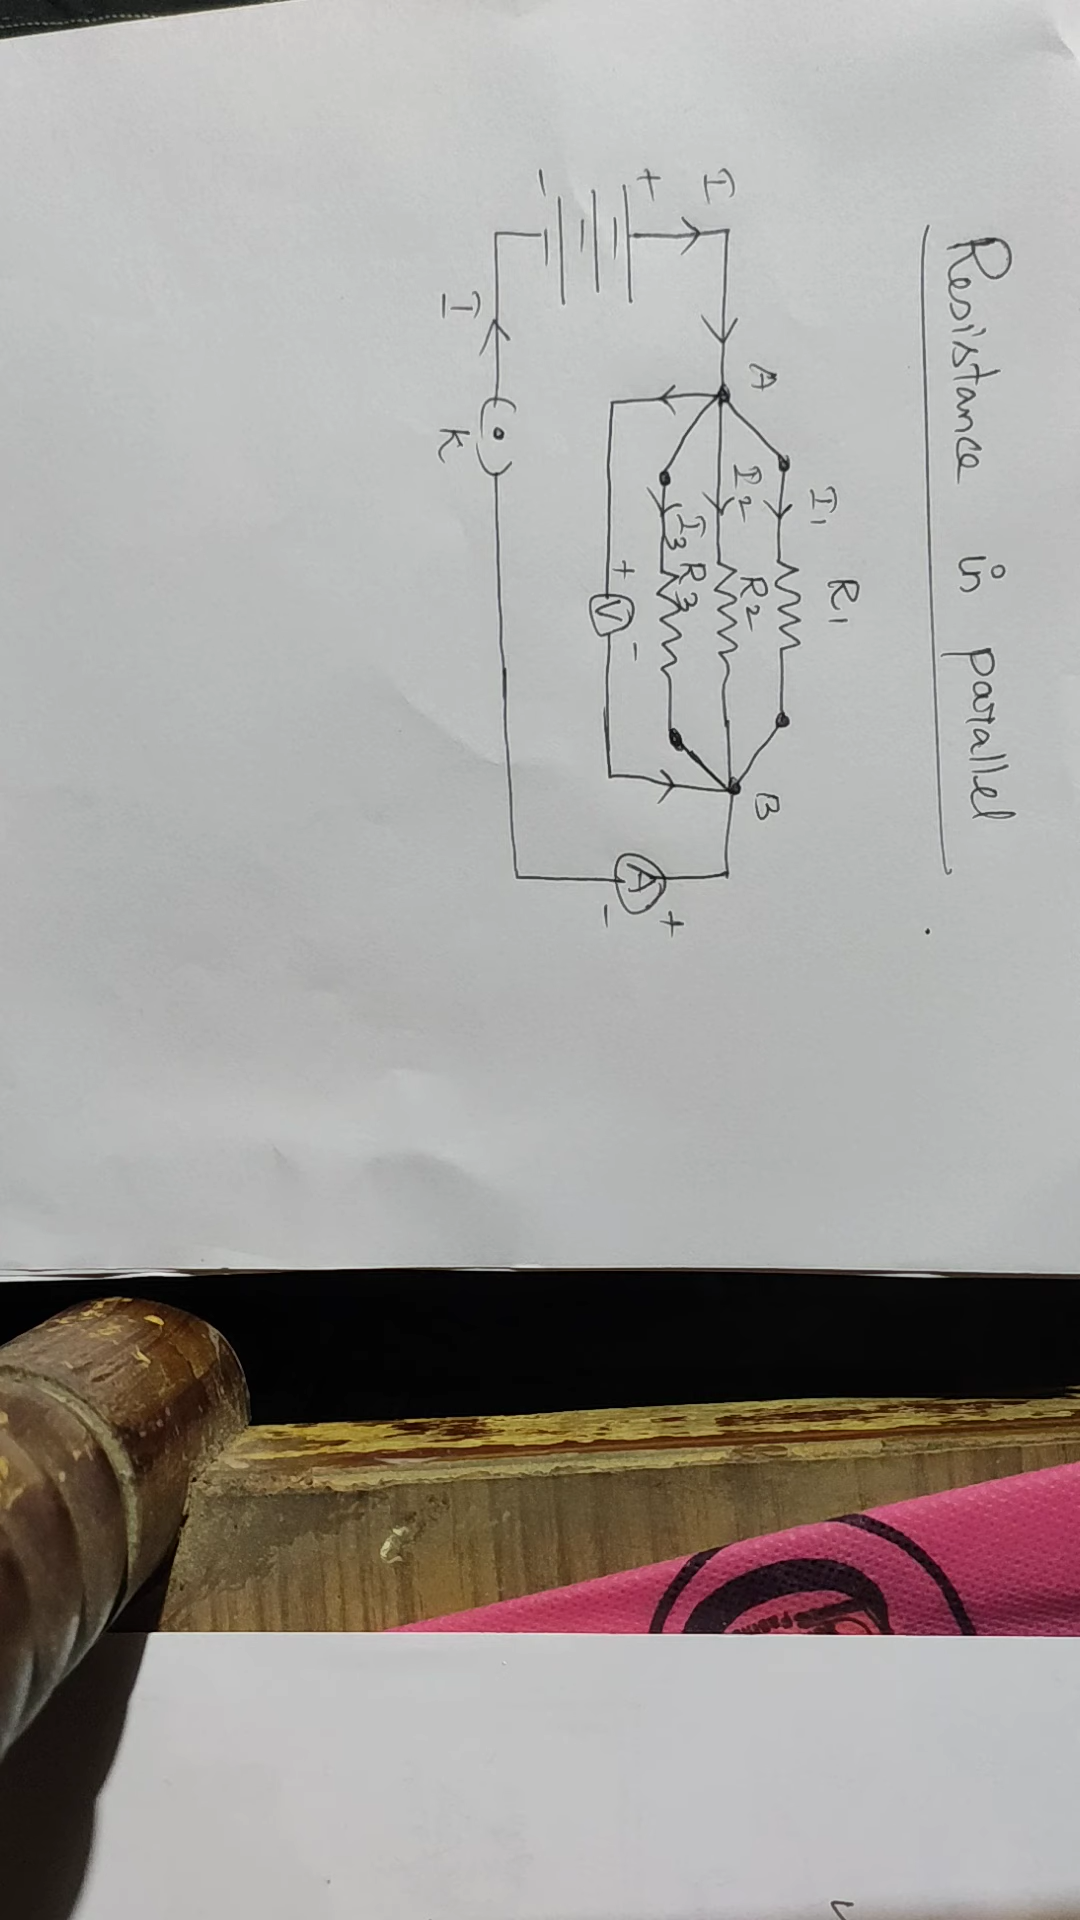 Resistance in parallel
R1
I1
A
B
I
I2
R2
+
I3
R3
+
-
-
V
+
A
-
I
K